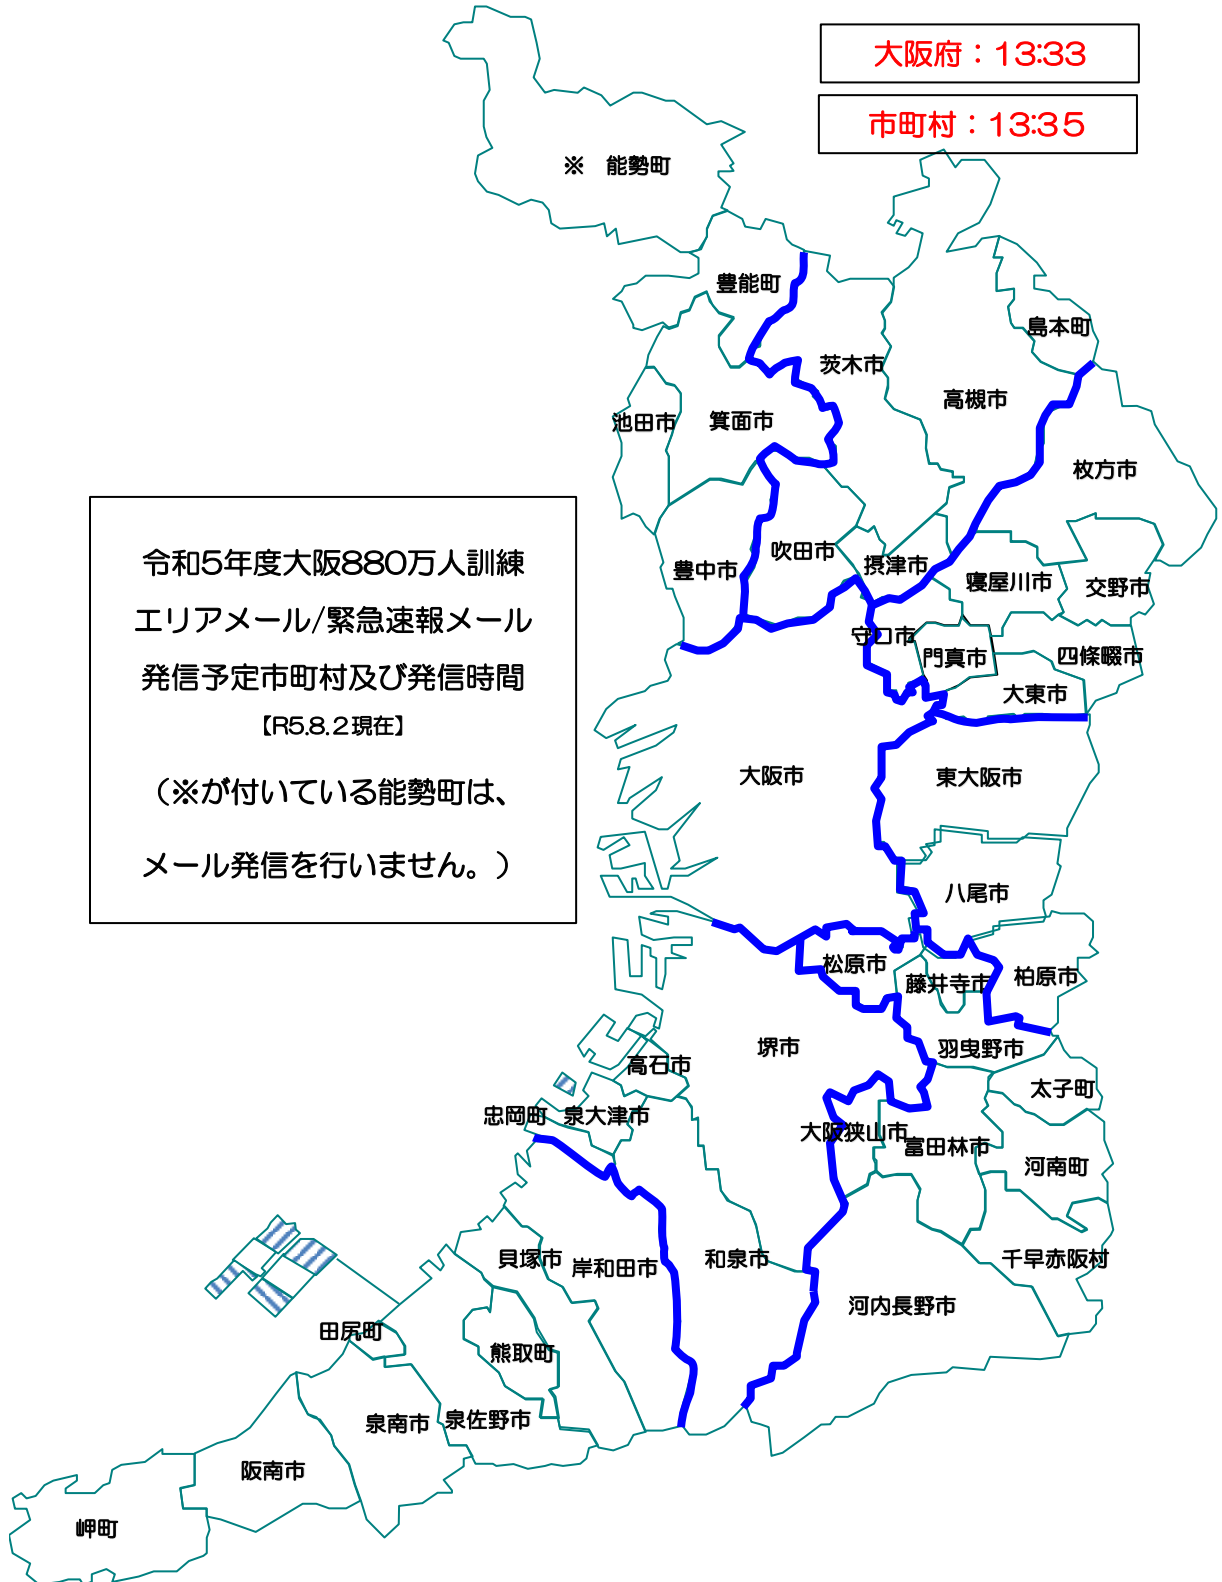 大阪府：13:33
市町村：13:35
※　能勢町
豊能町
島本町
茨木市
高槻市
池田市
箕面市
枚方市
令和5年度大阪880万人訓練
エリアメール/緊急速報メール
発信予定市町村及び発信時間
【R5.8.2現在】
（※が付いている能勢町は、
メール発信を行いません。）
豊中市
吹田市
摂津市
寝屋川市
交野市
守口市
門真市
四條畷市
大東市
大阪市
東大阪市
八尾市
松原市
藤井寺市
柏原市
堺市
羽曳野市
高石市
太子町
忠岡町
泉大津市
大阪狭山市
富田林市
河南町
貝塚市
岸和田市
和泉市
千早赤阪村
河内長野市
田尻町
熊取町
泉南市
泉佐野市
阪南市
岬町